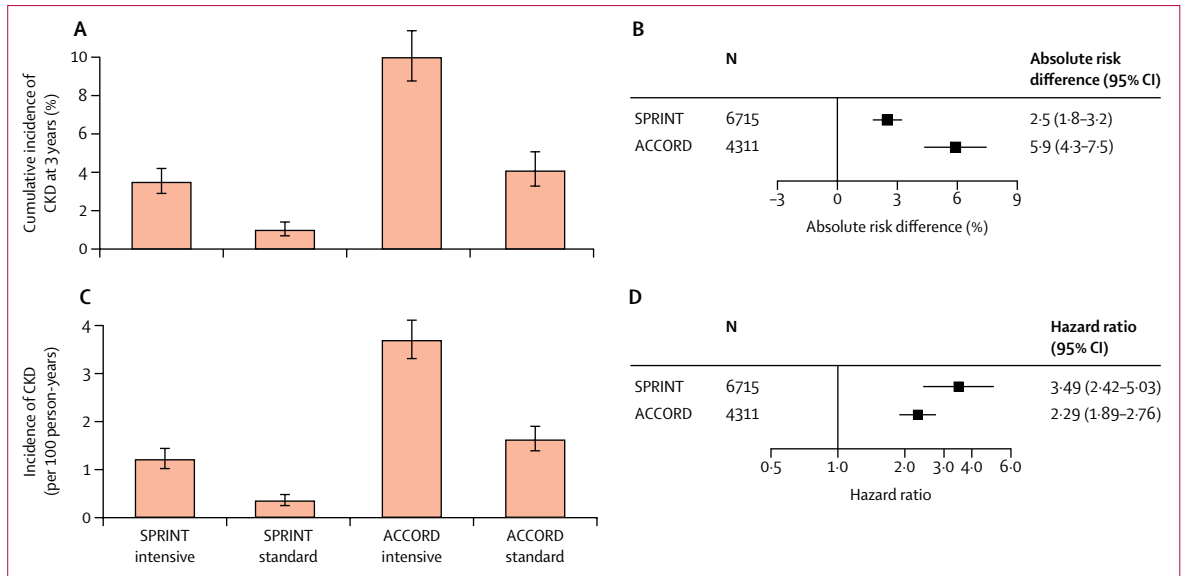 A
Cumulative incidence of
CKD at 3 years (%)
10
8
6
4
2
0
B
N
Absolute risk
difference (95% CI)
SPRINT 6715 2·5 (1·8–3·2)
ACCORD 4311 5·9 (4·3–7·5)
–3 0 3 6 9
Absolute risk difference (%)
C
Incidence of CKD
(per 100 person-years)
4
3
2
1
0
SPRINT
intensive
SPRINT
standard
ACCORD
intensive
ACCORD
standard
D
N
Hazard ratio
(95% CI)
SPRINT 6715 3·49 (2·42–5·03)
ACCORD 4311 2·29 (1·89–2·76)
0·5 1·0 2·0 3·0 4·0 6·0
Hazard ratio